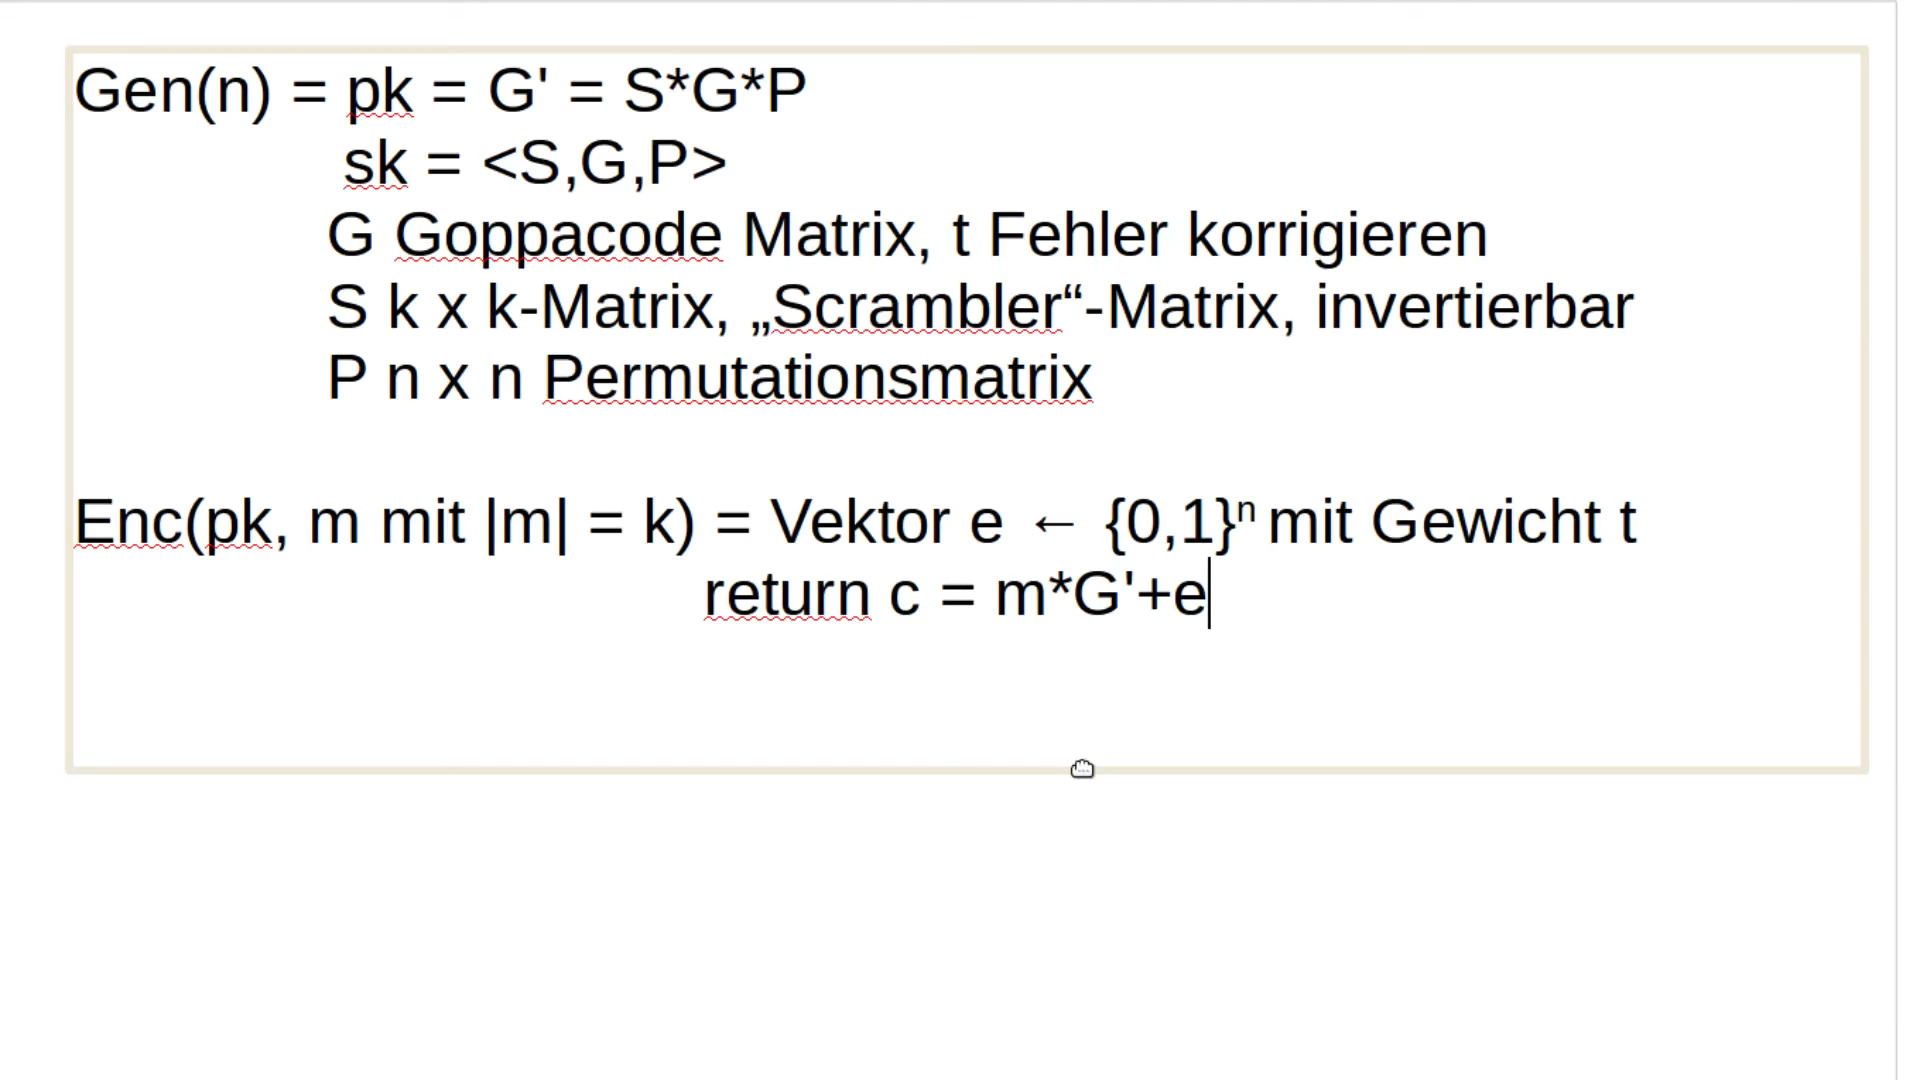 Gen(n) = pk = G' = S*G*P
sk = <S,G,P>
G Goppacode Matrix, t Fehler korrigieren
S k x k-Matrix, „Scrambler“-Matrix, invertierbar
P n x n Permutationsmatrix
Enc(pk, m mit |m| = k) = Vektor e ← {0,1}ⁿ mit Gewicht t
return c = m*G'+e